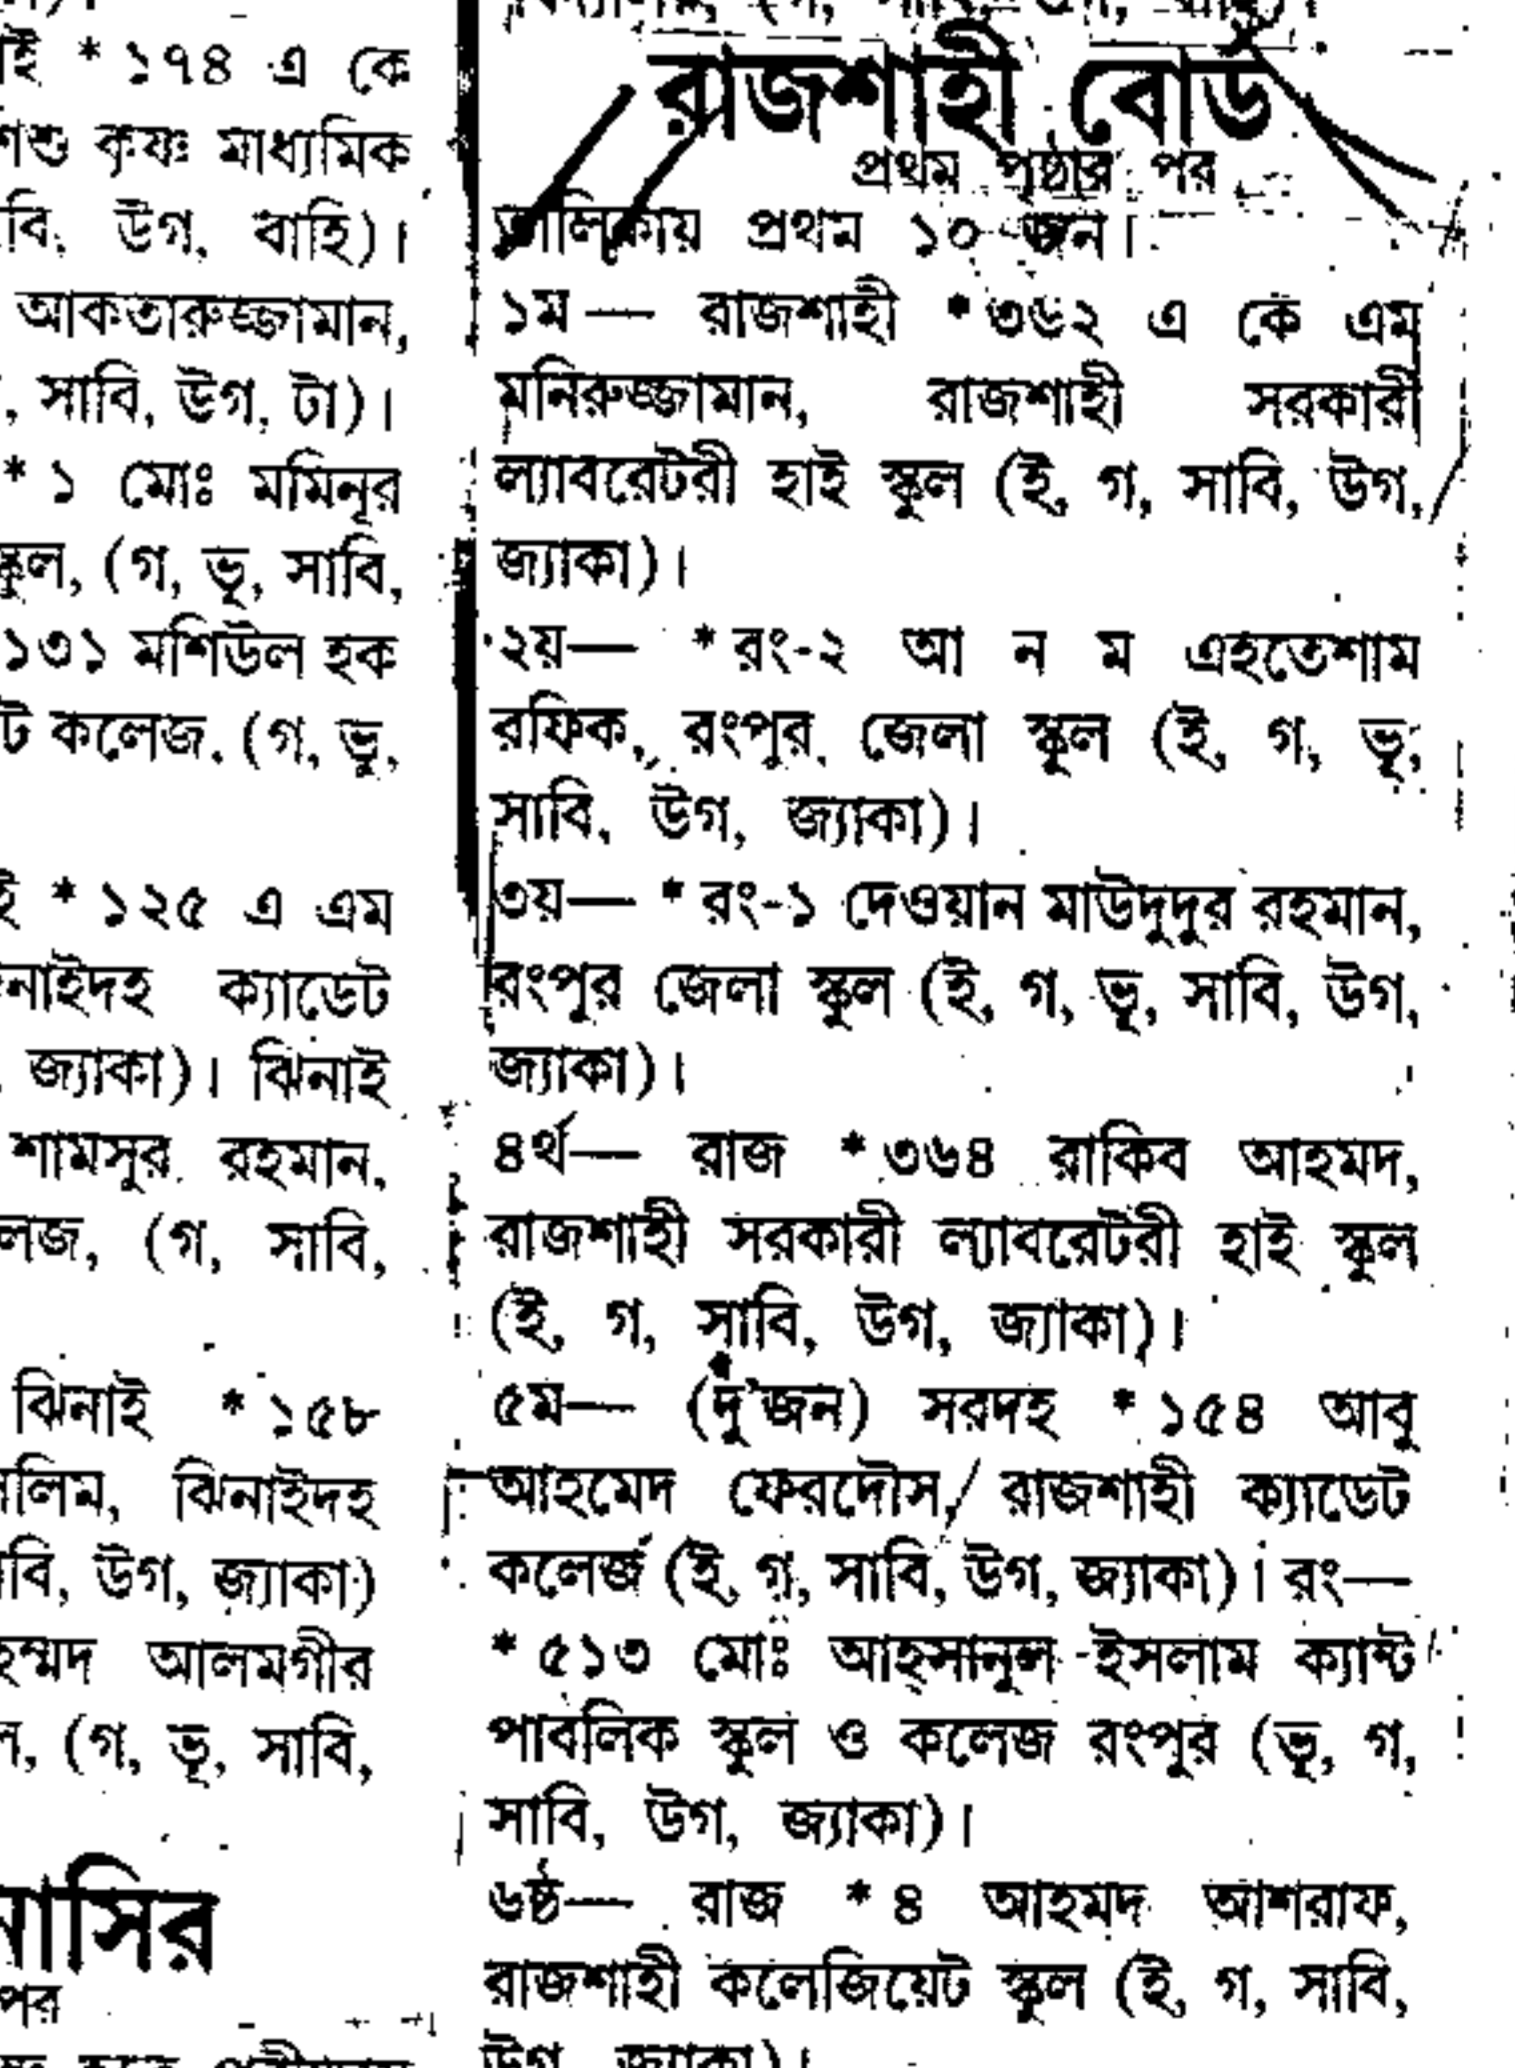 ই * ১৭৪ এ কে
শিশু কৃষ্ণ মাধ্যমিক
বি, উগ, বাহি)।
আকতারুজ্জামান,
, সাবি, উগ, টা)।
* ১ মোঃ মমিনূর
স্কুল, (গ, ভূ, সাবি,
১৩১ মশিউল হক
ট কলেজ, (গ, ভূ,
ই * ১২৫ এ এম
নাইদহ ক্যাডেট
, জ্যাকা)। ঝিনাই
শামসুর রহমান,
লেজ, (গ, সাবি,
ঝিনাই * ১৫৮
লিম, ঝিনাইদহ
বি, উগ, জ্যাকা)
হম্মদ আলমগীর
ল, (গ, ভূ, সাবি,
াসির
পর
রাজশাহী বোর্ড
প্রথম পৃষ্ঠার পর
তালিকায় প্রথম ১০ জন।
১ম— রাজশাহী * ৩৬২ এ কে এম
মনিরুজ্জামান, রাজশাহী সরকারী
ল্যাবরেটরী হাই স্কুল (ই, গ, সাবি, উগ,
জ্যাকা)।
২য়— * রং-২ আ ন ম এহতেশাম
রফিক, রংপুর জেলা স্কুল (ই, গ, ভূ,
সাবি, উগ, জ্যাকা)।
৩য়— * রং-১ দেওয়ান মাউদুদুর রহমান,
রংপুর জেলা স্কুল (ই, গ, ভূ, সাবি, উগ,
জ্যাকা)।
৪র্থ— রাজ * ৩৬৪ রাকিব আহমদ,
রাজশাহী সরকারী ল্যাবরেটরী হাই স্কুল
(ই, গ, সাবি, উগ, জ্যাকা)।
৫ম— (দু'জন) সরদহ * ১৫৪ আবু
আহমেদ ফেরদৌস, রাজশাহী ক্যাডেট
কলেজ (ই, গ, সাবি, উগ, জ্যাকা)। রং—
* ৫১৩ মোঃ আহ্সানুল ইসলাম ক্যান্ট
পাবলিক স্কুল ও কলেজ রংপুর (ভূ, গ,
সাবি, উগ, জ্যাকা)।
৬ষ্ঠ— রাজ * ৪ আহমদ আশরাফ,
রাজশাহী কলেজিয়েট স্কুল (ই, গ, সাবি,
উগ, জ্যাকা)।